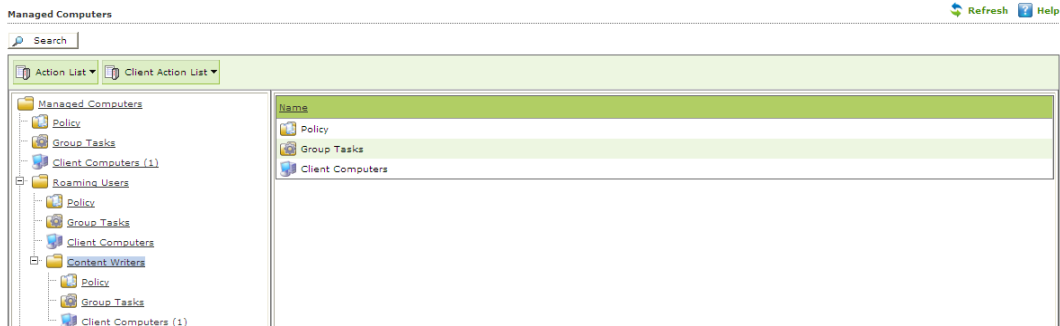 Managed Computers
Refresh Help
Search
Action List Client Action List
Managed Computers
Policy
Group Tasks
Client Computers (1)
Roaming Users
Policy
Group Tasks
Client Computers
Content Writers
Policy
Group Tasks
Client Computers (1)
Name
Policy
Group Tasks
Client Computers